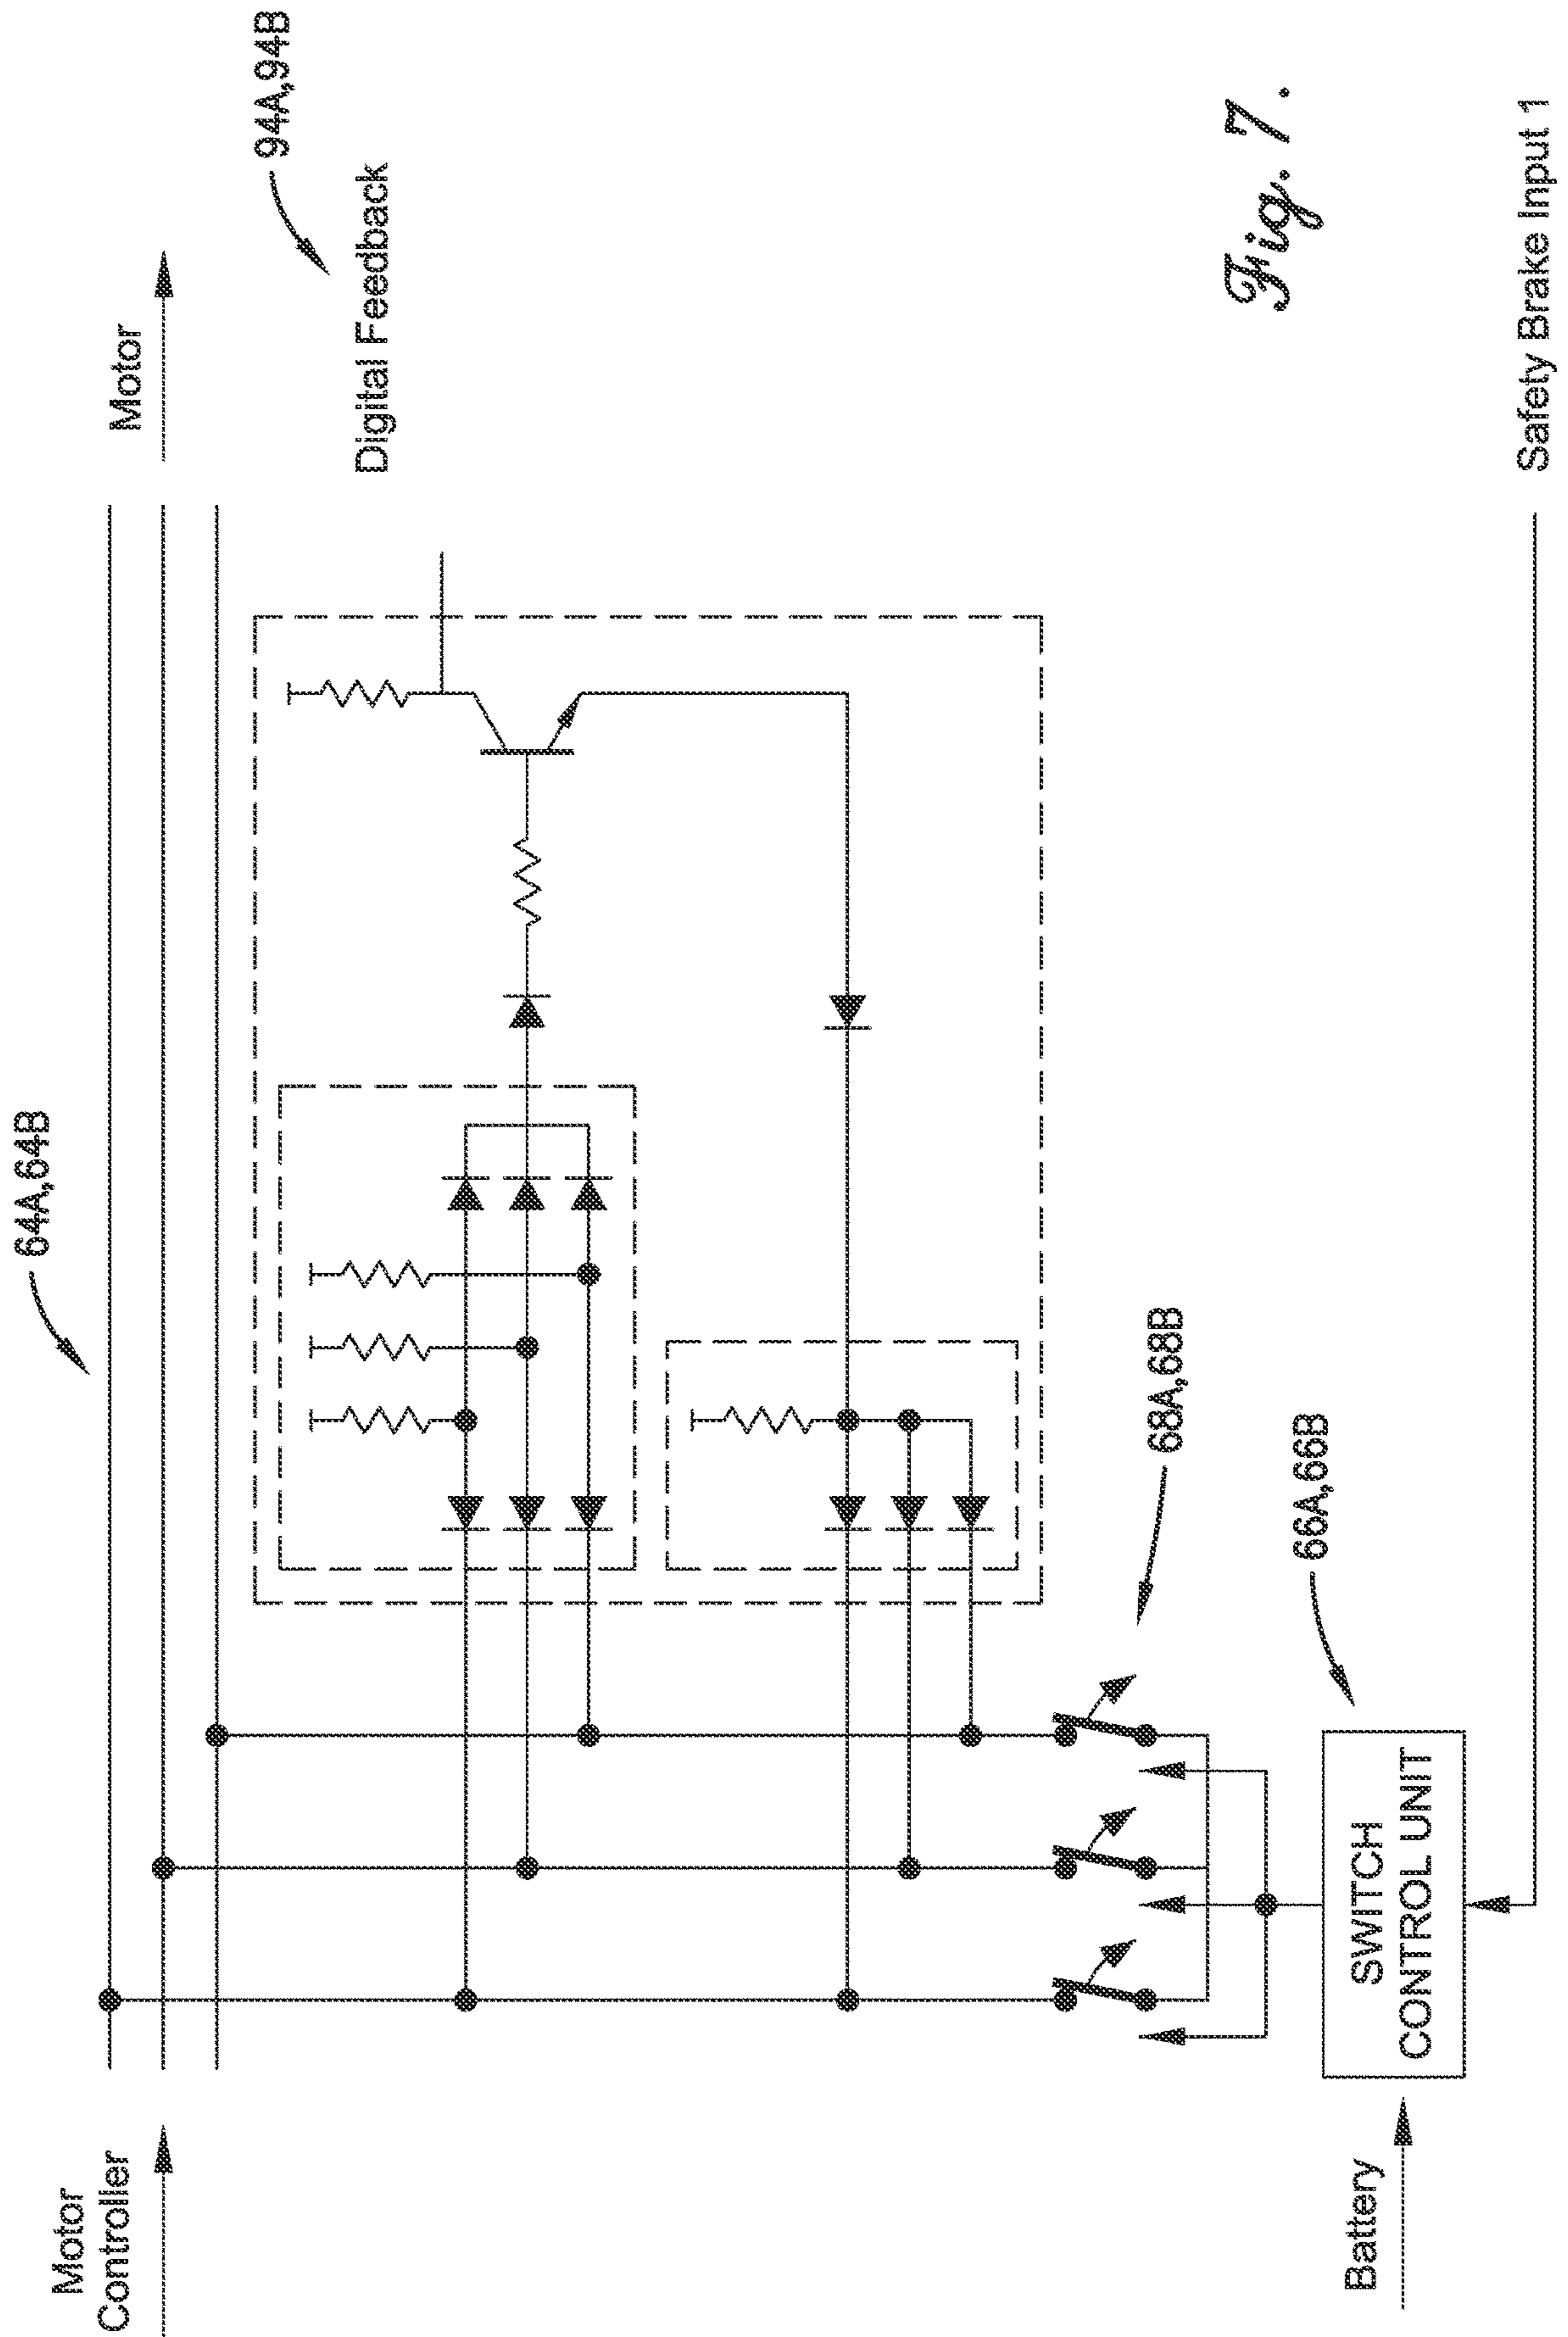 64A,64B
Motor
Controller
Motor
94A,94B
Digital Feedback
68A,68B
66A,66B
Battery
SWITCH
CONTROL UNIT
Safety Brake Input 1
Fig. 7.